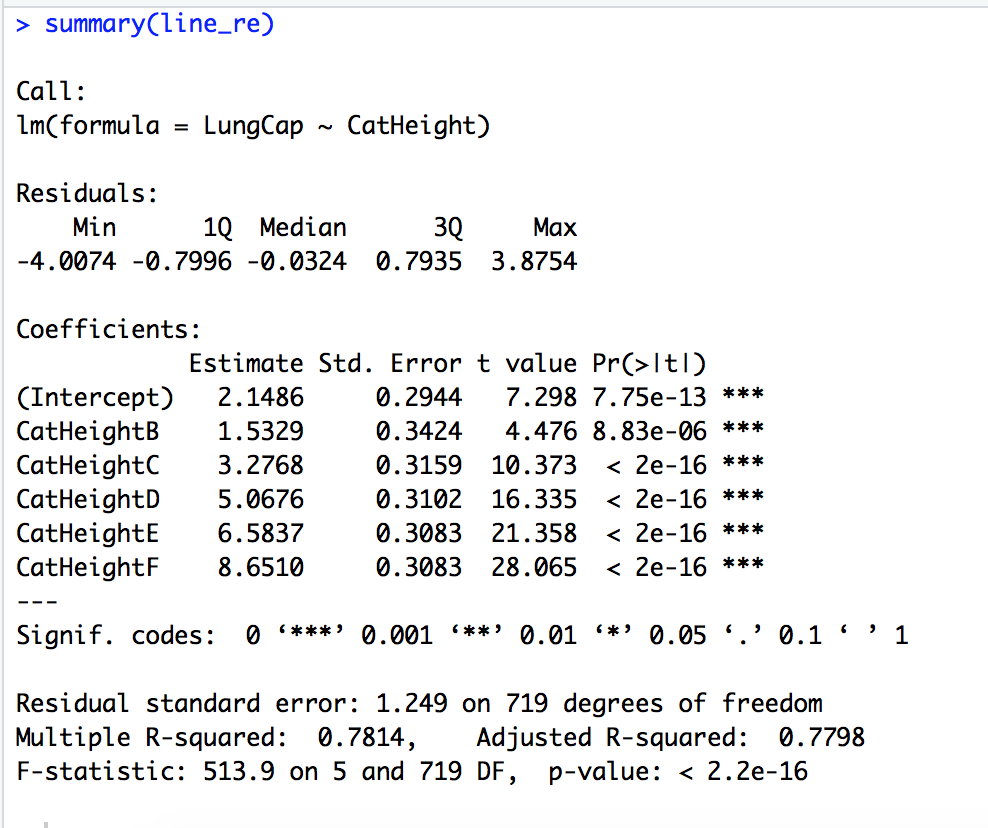 > summary(line_re)
Call:
lm(formula = LungCap ~ CatHeight)
Residuals:
    Min      1Q  Median      3Q     Max
-4.0074 -0.7996 -0.0324  0.7935  3.8754
Coefficients:
            Estimate Std. Error t value Pr(>|t|)
(Intercept)   2.1486     0.2944   7.298 7.75e-13 ***
CatHeightB    1.5329     0.3424   4.476 8.83e-06 ***
CatHeightC    3.2768     0.3159  10.373  < 2e-16 ***
CatHeightD    5.0676     0.3102  16.335  < 2e-16 ***
CatHeightE    6.5837     0.3083  21.358  < 2e-16 ***
CatHeightF    8.6510     0.3083  28.065  < 2e-16 ***
---
Signif. codes:  0 ‘***’ 0.001 ‘**’ 0.01 ‘*’ 0.05 ‘.’ 0.1 ‘ ’ 1
Residual standard error: 1.249 on 719 degrees of freedom
Multiple R-squared:  0.7814,    Adjusted R-squared:  0.7798
F-statistic: 513.9 on 5 and 719 DF,  p-value: < 2.2e-16